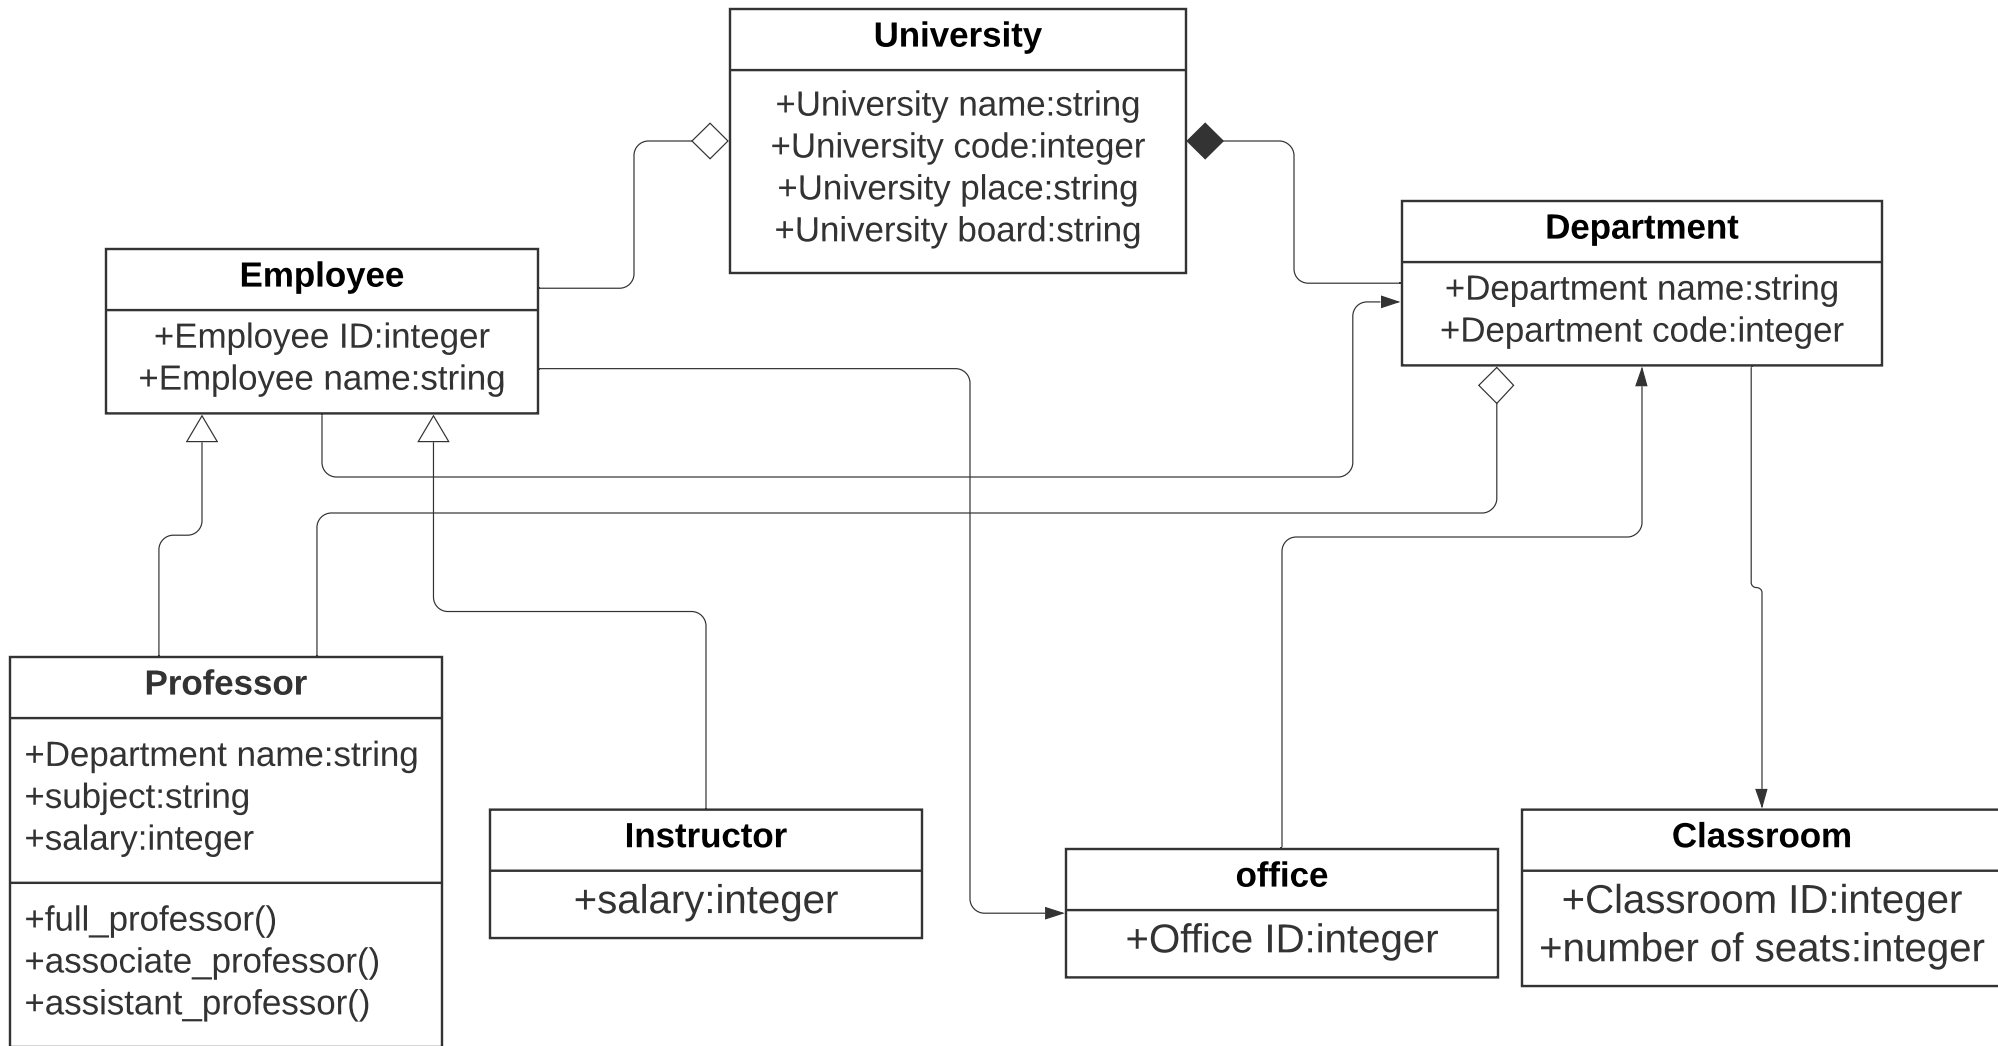 University
+University name:string
+University code:integer
+University place:string
+University board:string
Department
+Department name:string
+Department code:integer
Employee
+Employee ID:integer
+Employee name:string
Professor
+Department name:string
+subject:string
+salary:integer
+full_professor()
+associate_professor()
+assistant_professor()
Instructor
+salary:integer
office
+Office ID:integer
Classroom
+Classroom ID:integer
+number of seats:integer